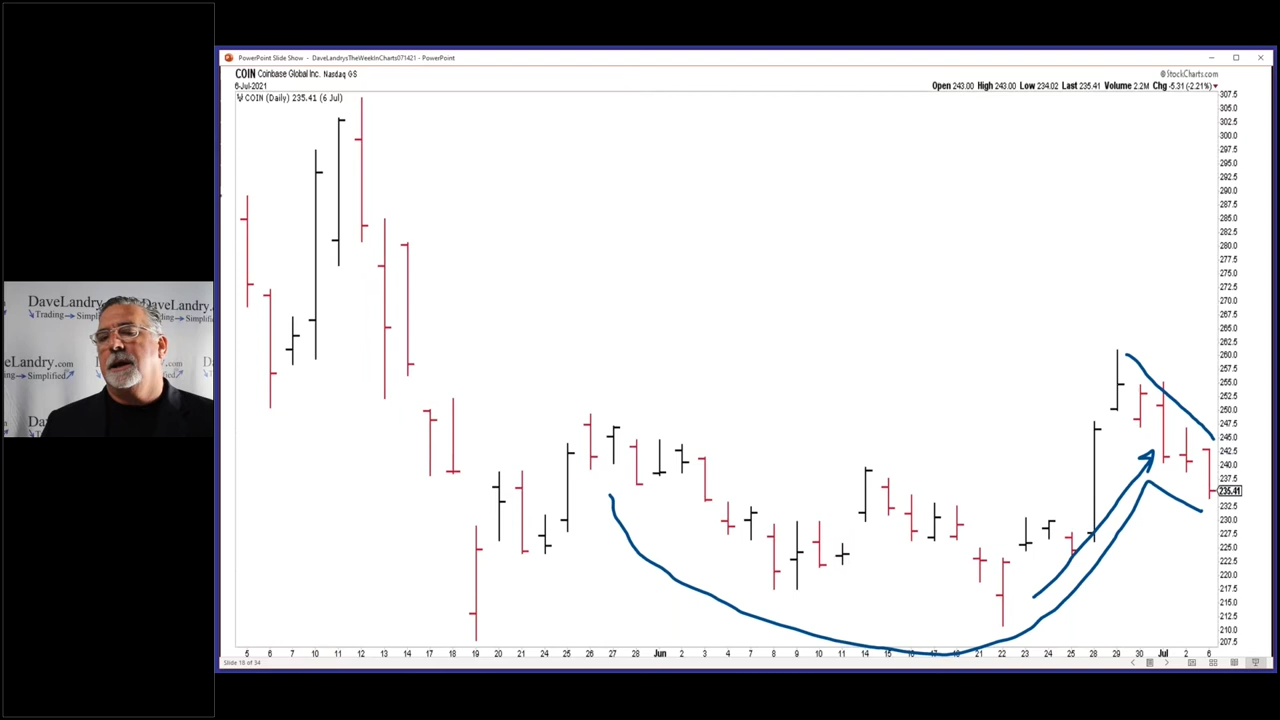 PowerPoint Slide Show - DaveLandrysTheWeekInCharts071421 - PowerPoint
COIN Coinbase Global Inc. Nasdaq GS
@StockCharts.com
6-Jul-2021
Open 243.00 High 243.00 Low 234.02 Last 235.41 Volume 2.2M Chg -5.31 (-2.21%)
COIN (Daily) 235.41 (6 Jul)
307.5
305.0
302.5
300.0
297.5
295.0
292.5
290.0
287.5
285.0
282.5
280.0
277.5
275.0
272.5
270.0
267.5
265.0
262.5
260.0
257.5
255.0
252.5
250.0
247.5
245.0
242.5
240.0
237.5
235.41
232.5
230.0
227.5
225.0
222.5
220.0
217.5
215.0
212.5
210.0
207.5
5 6 7 10 11 12 13 14 17 18 19 20 21 24 25 26 27 28 Jun 2 3 4 7 8 9 10 11 14 15 16 17 18 21 22 23 24 25 28 29 30 Jul 2 6
Slide 18 of 34
DaveLandry
DaveLandry.
Trading
Simplified
eLandry.com
Simplified